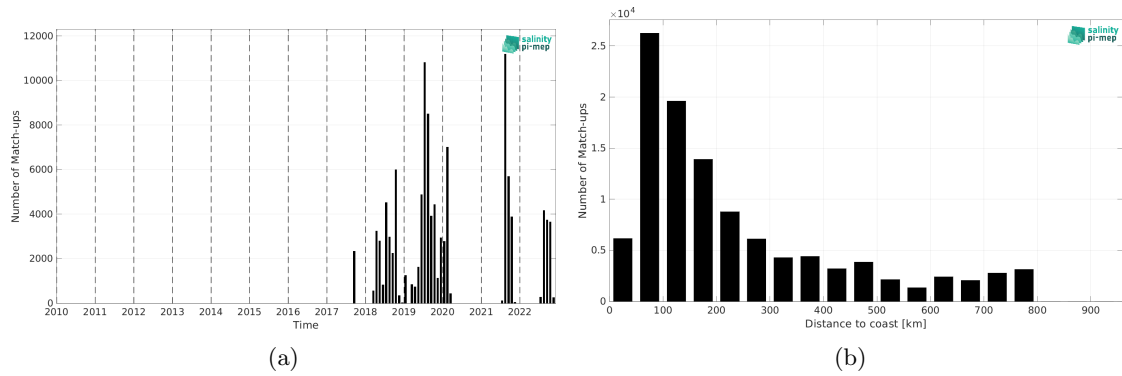 12000
10000
8000
6000
4000
2000
0
Number of Match-ups
2010 2011 2012 2013 2014 2015 2016 2017 2018 2019 2020 2021 2022
Time
salinity
pi-mep
(a)
×10⁴
2.5
2
1.5
1
0.5
0
Number of Match-ups
0 100 200 300 400 500 600 700 800 900
Distance to coast [km]
salinity
pi-mep
(b)